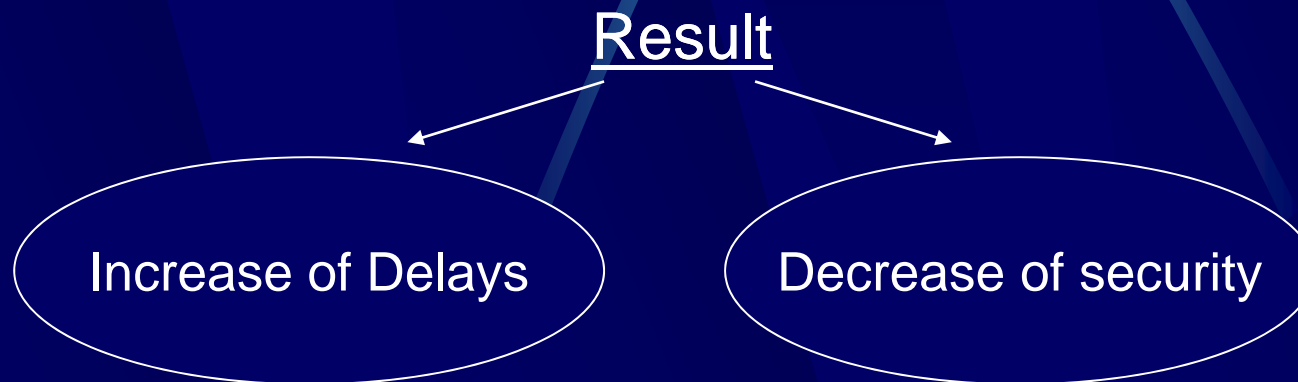 Result
Increase of Delays
Decrease of security